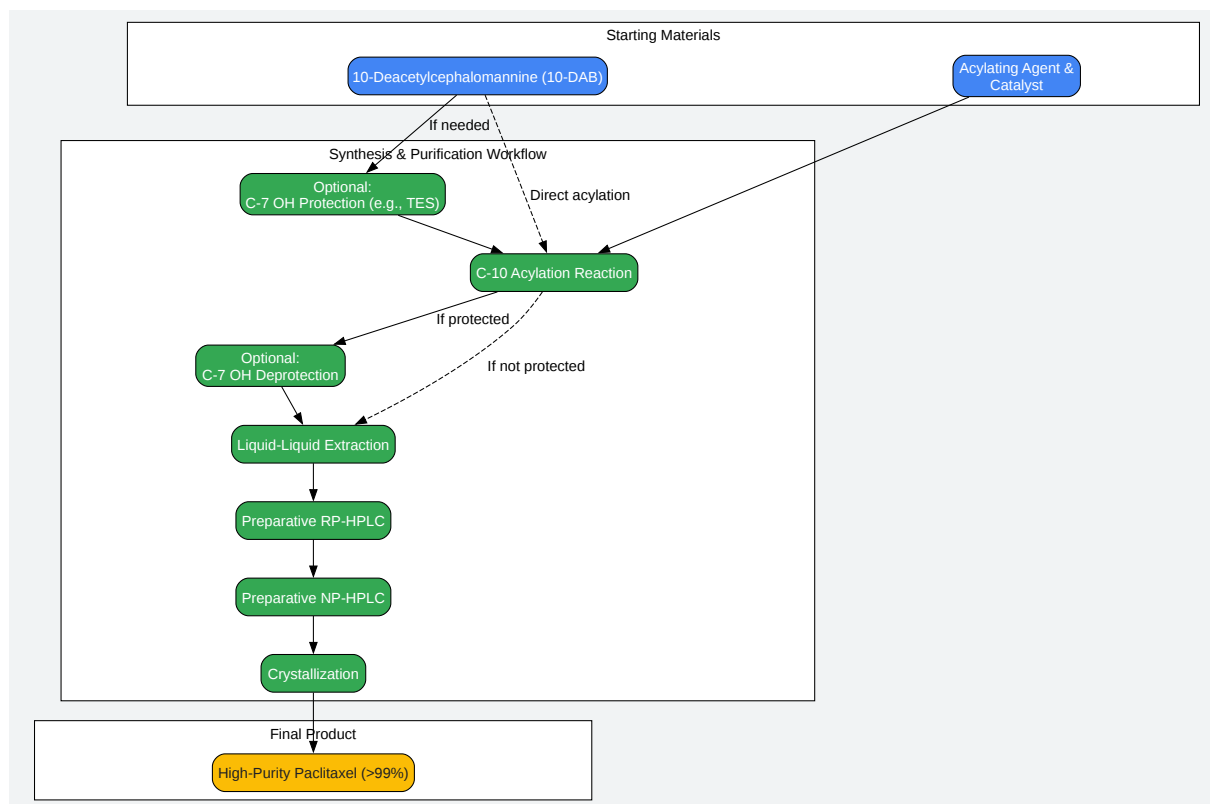 Starting Materials
10-Deacetylcephalomannine (10-DAB)
Acylating Agent &
Catalyst
If needed
Synthesis & Purification Workflow
Optional:
C-7 OH Protection (e.g., TES)
Direct acylation
C-10 Acylation Reaction
If protected
Optional:
C-7 OH Deprotection
If not protected
Liquid-Liquid Extraction
Preparative RP-HPLC
Preparative NP-HPLC
Crystallization
Final Product
High-Purity Paclitaxel (>99%)